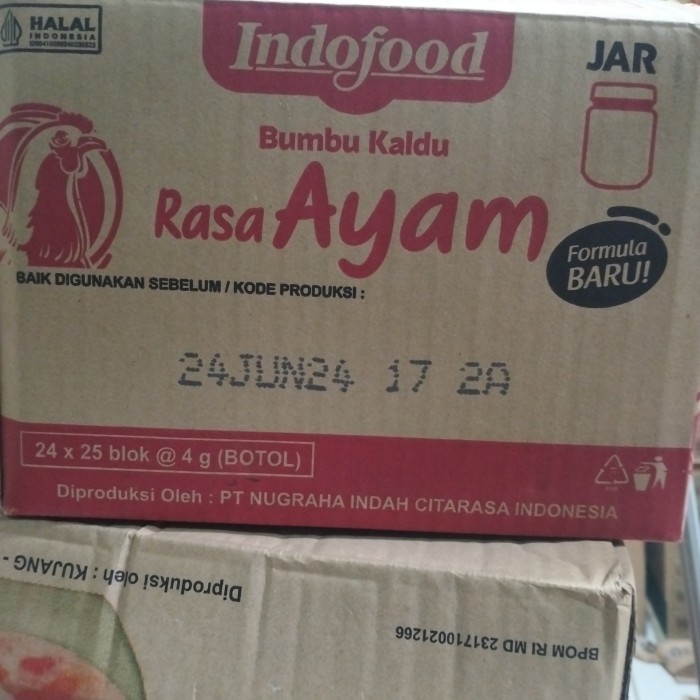 HALAL
INDONESIA
Indofood
JAR
Bumbu Kaldu
Rasa Ayam
Formula
BARU!
BAIK DIGUNAKAN SEBELUM / KODE PRODUKSI :
24JUN24 17 2A
24 x 25 blok @ 4 g (BOTOL)
Diproduksi Oleh : PT NUGRAHA INDAH CITARASA INDONESIA
Diproduksi oleh : KUJANG -
BPOM RI MD 231710021266